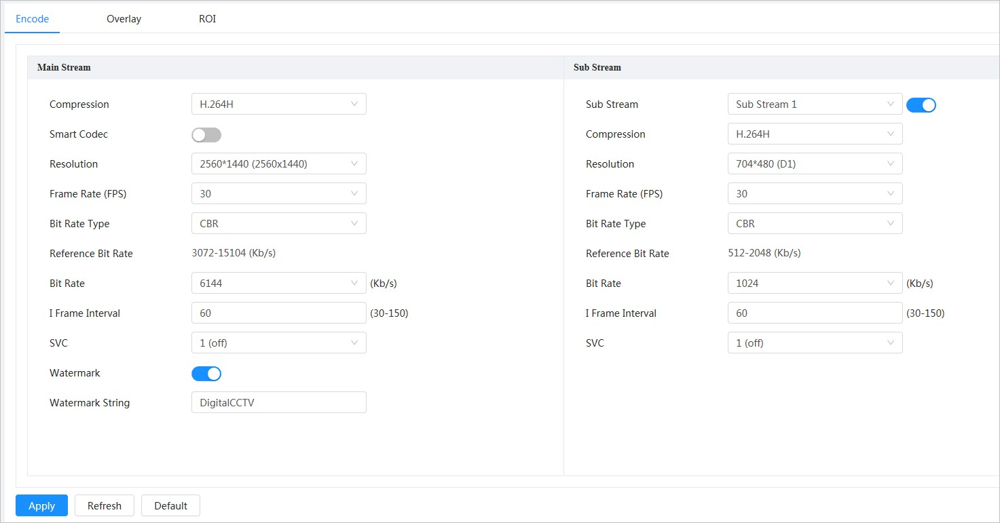 Encode Overlay ROI
Main Stream
Compression H.264H
Smart Codec
Resolution 2560*1440 (2560x1440)
Frame Rate (FPS) 30
Bit Rate Type CBR
Reference Bit Rate 3072-15104 (Kb/s)
Bit Rate 6144 (Kb/s)
I Frame Interval 60 (30-150)
SVC 1 (off)
Watermark
Watermark String DigitalCCTV
Sub Stream
Sub Stream Sub Stream 1
Compression H.264H
Resolution 704*480 (D1)
Frame Rate (FPS) 30
Bit Rate Type CBR
Reference Bit Rate 512-2048 (Kb/s)
Bit Rate 1024 (Kb/s)
I Frame Interval 60 (30-150)
SVC 1 (off)
Apply Refresh Default